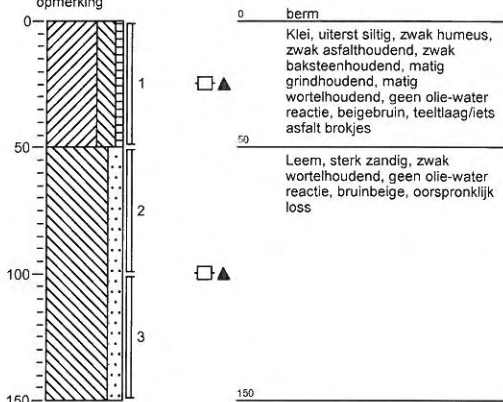 opmerking
0
0
berm
Klei, uiterst siltig, zwak humeus,
zwak asfalthoudend, zwak
baksteenhoudend, matig
grindhoudend, matig
wortelhoudend, geen olie-water
reactie, beigebruin, teeltlaag/iets
asfalt brokjes
1
50
50
Leem, sterk zandig, zwak
wortelhoudend, geen olie-water
reactie, bruinbeige, oorspronklijk
loss
2
100
3
150
150